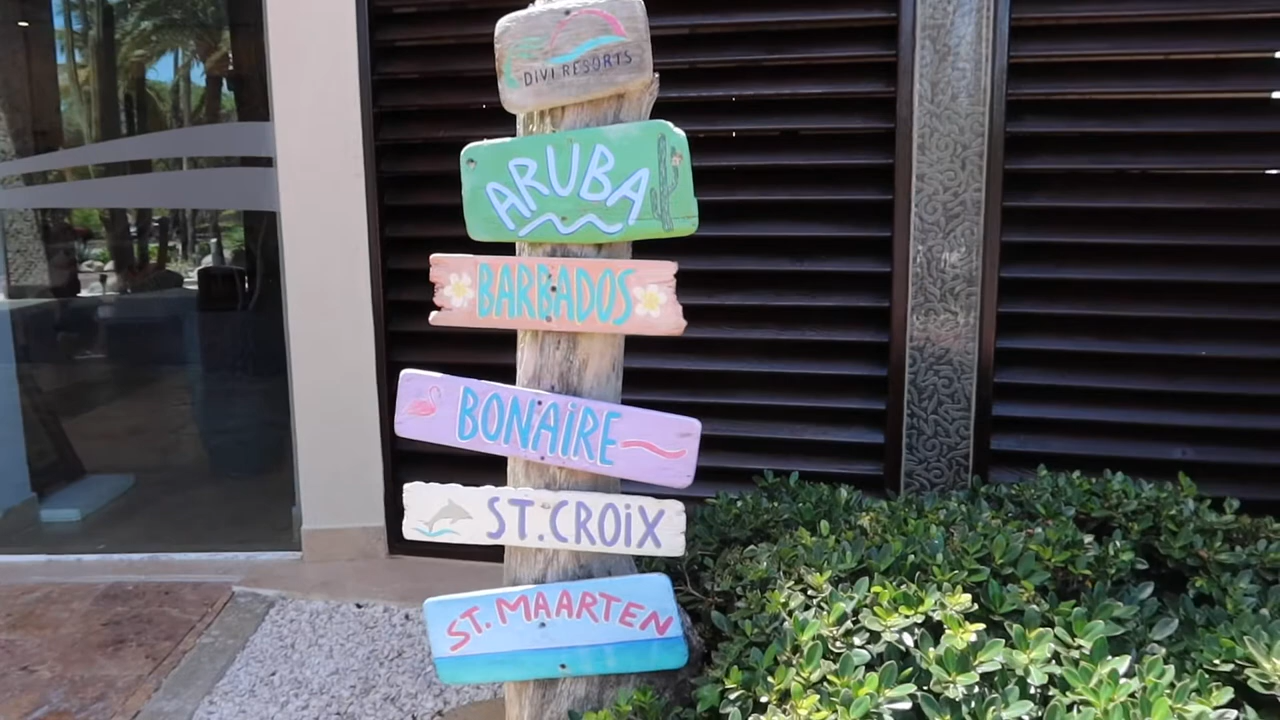 DIVI RESORTS
ARUBA
BARBADOS
BONAIRE
ST. CROIX
ST. MAARTEN